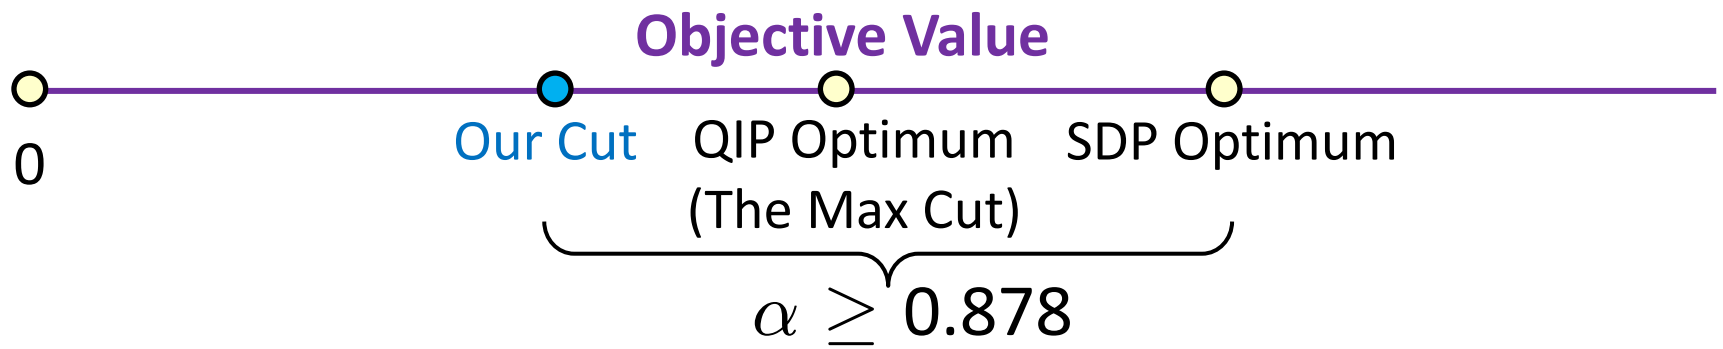 Objective Value
0
Our Cut
QIP Optimum
(The Max Cut)
SDP Optimum
α ≥ 0.878